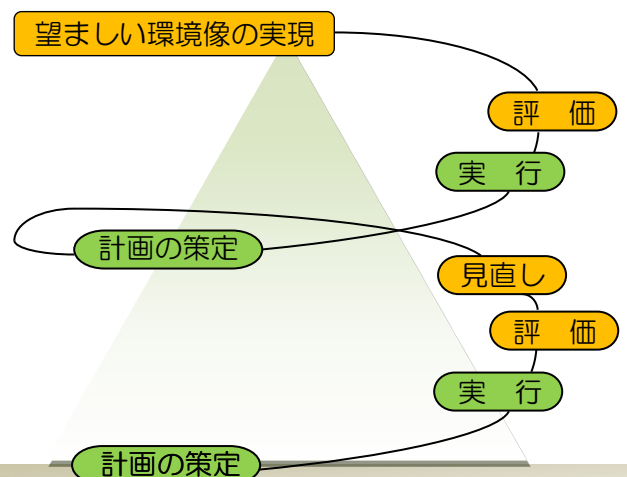 望ましい環境像の実現
評　価
実　行
計画の策定
見直し
評　価
実　行
計画の策定